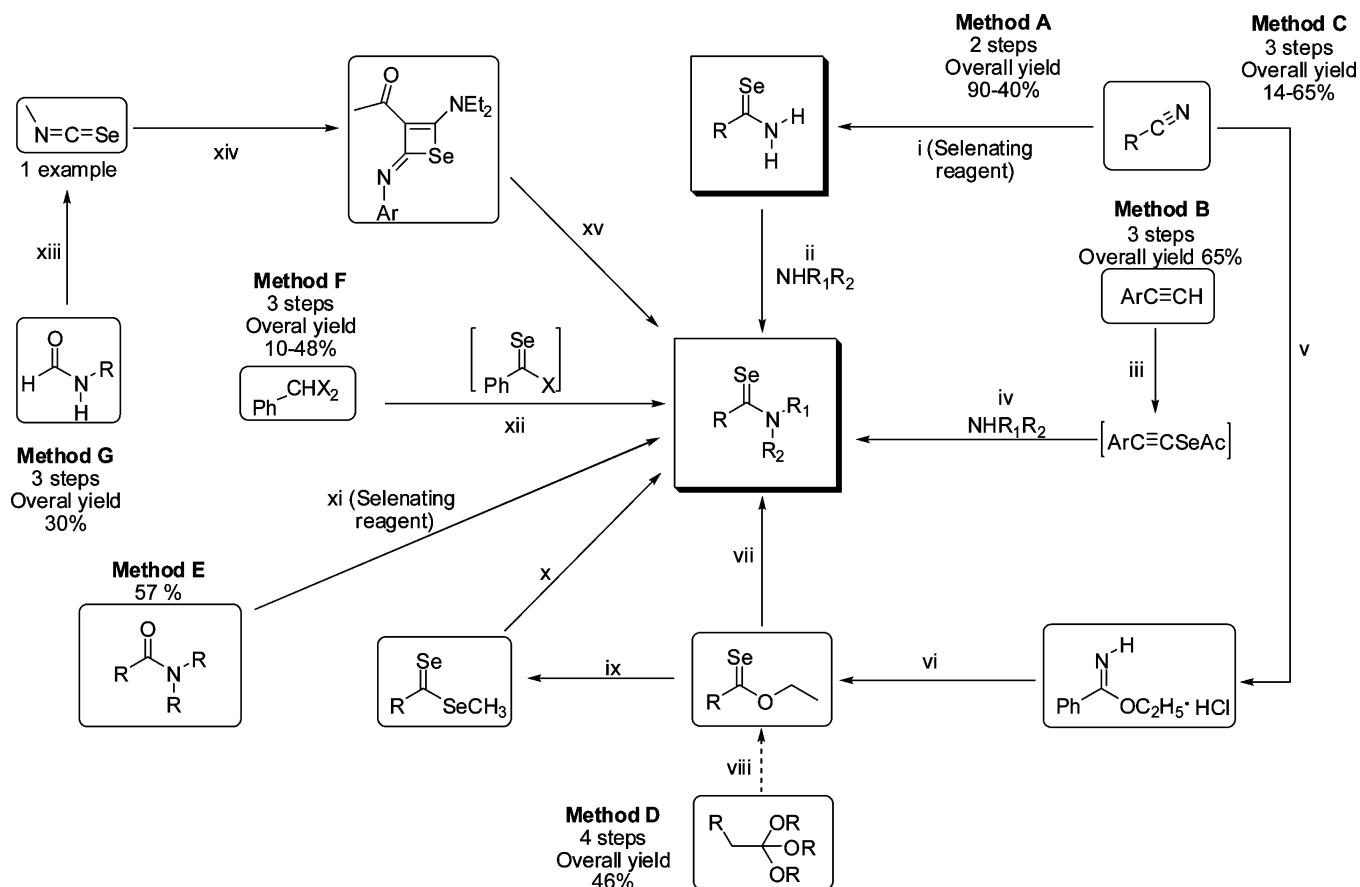 Method A
2 steps
Overall yield
90-40%
Method C
3 steps
Overall yield
14-65%
N=C=Se
1 example
xiv
O
NEt2
Se
N
Ar
Se
R
N
H
H
i (Selenating
reagent)
R
C≡N
Method B
3 steps
Overall yield 65%
ArC≡CH
xiii
xv
ii
NHR1R2
iii
v
Method F
3 steps
Overal yield
10-48%
Ph
CHX2
Se
Ph
X
xii
O
H
N
R
H
Method G
3 steps
Overal yield
30%
Se
R
N
R1
R2
iv
NHR1R2
[ArC≡CSeAc]
xi (Selenating
reagent)
x
vii
Method E
57 %
O
R
N
R
R
Se
R
SeCH3
ix
Se
R
O
vi
N
H
Ph
OC2H5• HCl
viii
Method D
4 steps
Overall yield
46%
R
OR
OR
OR